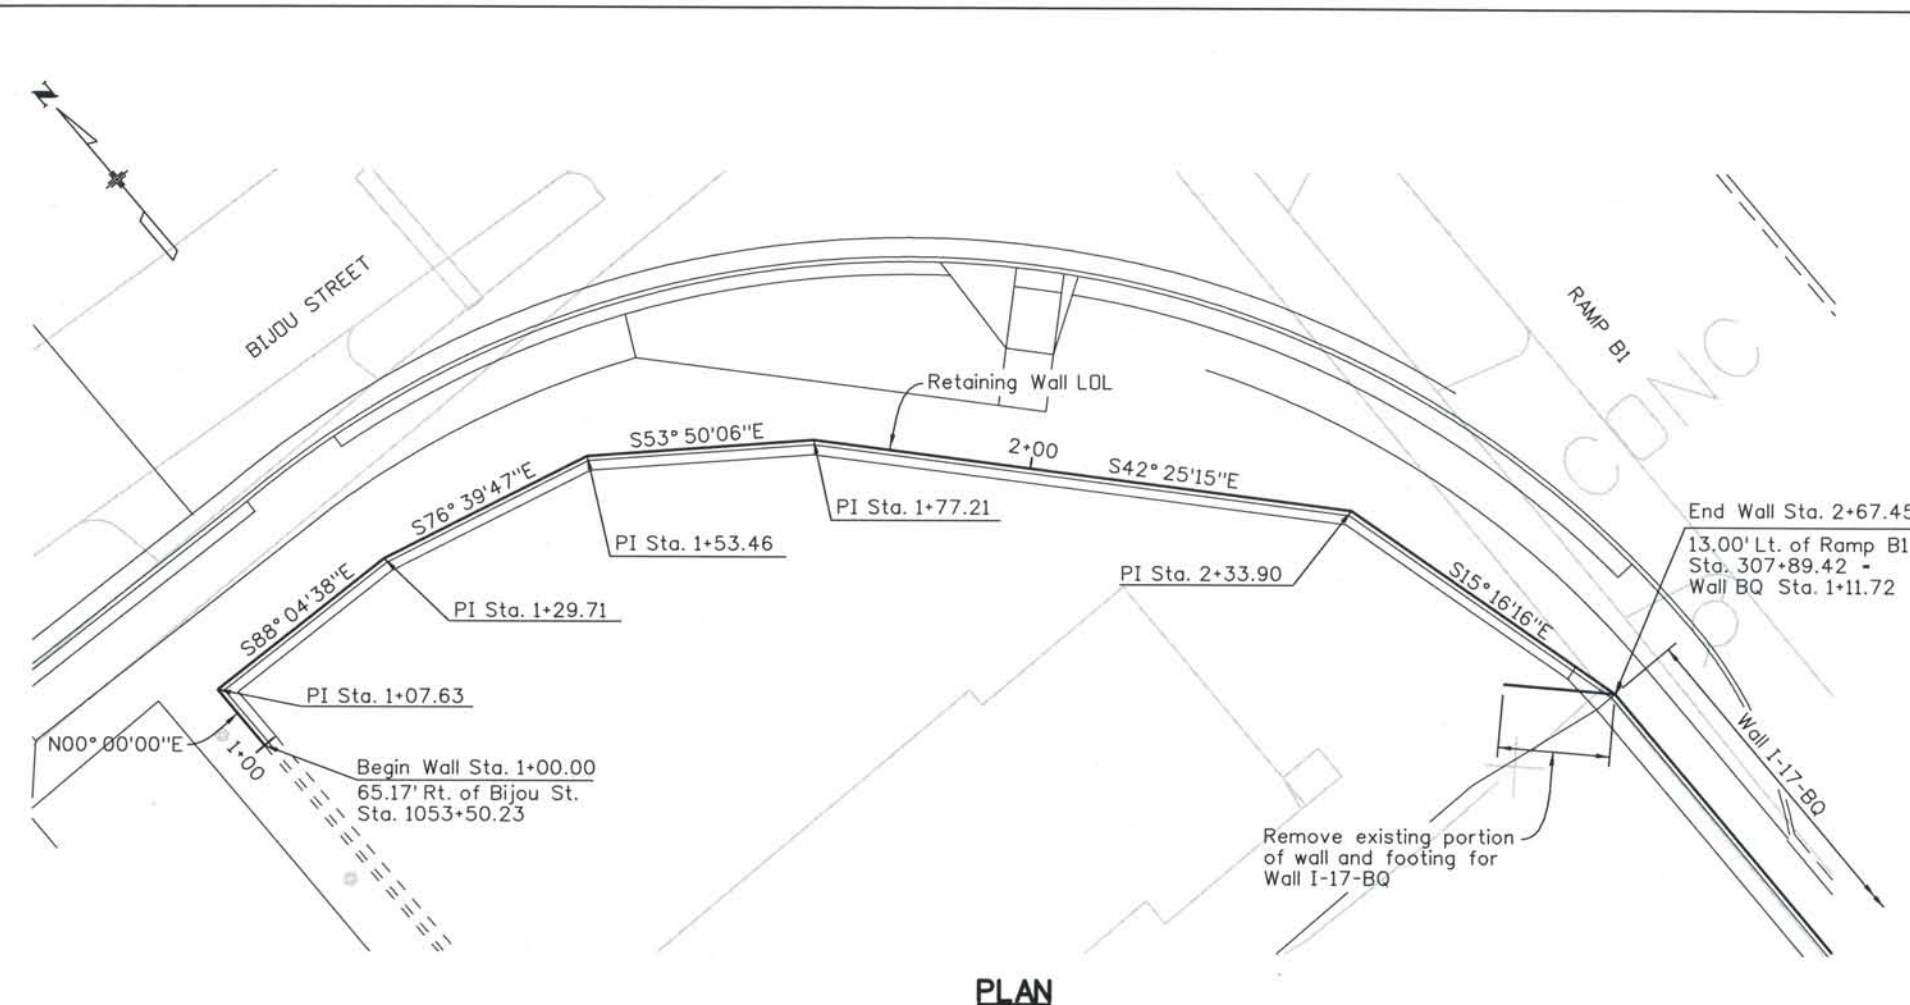 N
BIJOU STREET
RAMP B1
CONC
Retaining Wall LOL
S53° 50'06"E
2+00
S42° 25'15"E
S76° 39'47"E
PI Sta. 1+77.21
End Wall Sta. 2+67.45
13.00' Lt. of Ramp B1
Sta. 307+89.42 -
Wall BQ Sta. 1+11.72
PI Sta. 1+53.46
PI Sta. 2+33.90
S15° 16'16"E
S88° 04'38"E
PI Sta. 1+29.71
PI Sta. 1+07.63
N00° 00'00"E
1+00
Begin Wall Sta. 1+00.00
65.17' Rt. of Bijou St.
Sta. 1053+50.23
Wall I-17-BQ
Remove existing portion
of wall and footing for
Wall I-17-BQ
PLAN